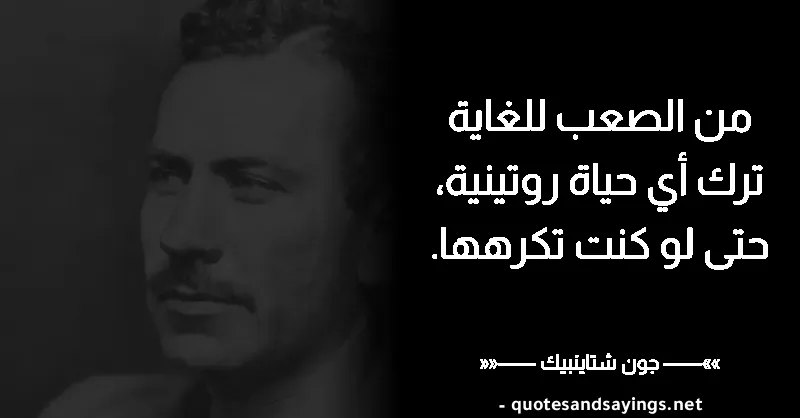 من الصعب للغاية
ترك أي حياة روتينية،
حتى لو كنت تكرهها.
»»—— جون شتاينبيك ——««
- quotesandsayings.net